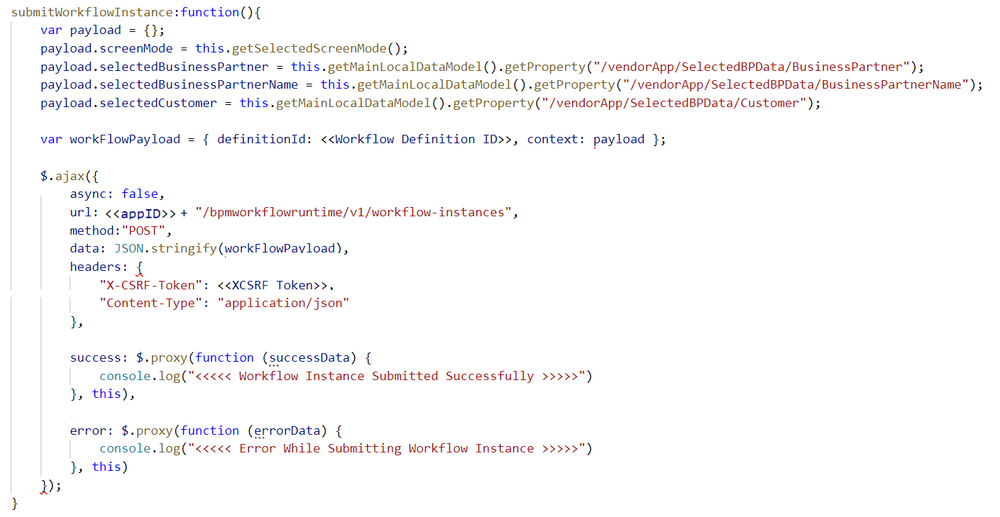 submitWorkflowInstance:function(){
var payload = {};
payload.screenMode = this.getSelectedScreenMode();
payload.selectedBusinessPartner = this.getMainLocalDataModel().getProperty("/vendorApp/SelectedBPData/BusinessPartner");
payload.selectedBusinessPartnerName = this.getMainLocalDataModel().getProperty("/vendorApp/SelectedBPData/BusinessPartnerName");
payload.selectedCustomer = this.getMainLocalDataModel().getProperty("/vendorApp/SelectedBPData/Customer");
var workFlowPayload = { definitionId: <<Workflow Definition ID>>, context: payload };
$.ajax({
async: false,
url: <<appID>> + "/bpmworkflowruntime/v1/workflow-instances",
method:"POST",
data: JSON.stringify(workFlowPayload),
headers: {
"X-CSRF-Token": <<XCSRF Token>>,
"Content-Type": "application/json"
},
success: $.proxy(function (successData) {
console.log("<<<<< Workflow Instance Submitted Successfully >>>>>")
}, this),
error: $.proxy(function (errorData) {
console.log("<<<<< Error While Submitting Workflow Instance >>>>>")
}, this)
});
}